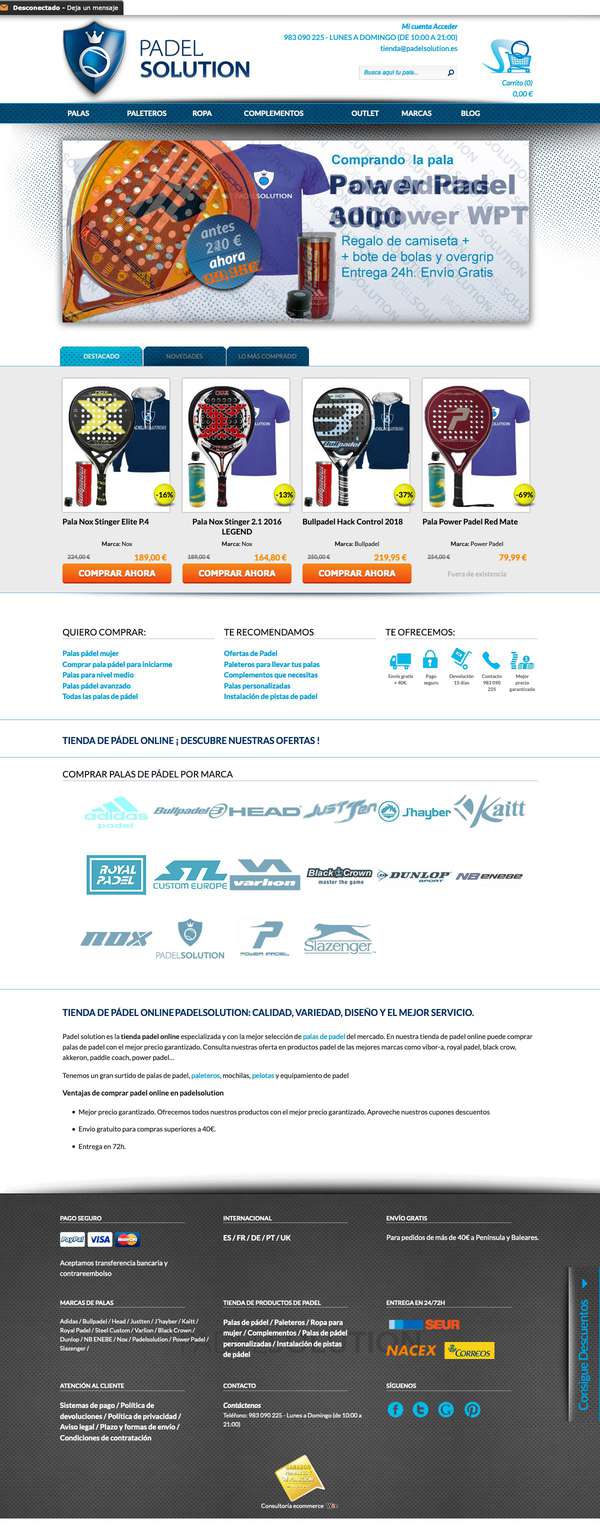 Desconectado - Deja un mensaje
PADEL
SOLUTION
Mi cuenta Acceder
983 090 225 - LUNES A DOMINGO (DE 10:00 A 21:00)
tienda@padelsolution.es
Busca aquí tu pala...
Carrito (0)
0,00 €
PALAS PALETEROS ROPA COMPLEMENTOS OUTLET MARCAS BLOG
Comprando la pala
Regalo de camiseta +
+ bote de bolas y overgrip
Entrega 24h. Envío Gratis
antes
ahora
DESTACADO NOVEDADES LO MÁS COMPRADO
-16% -13% -37% -69%
Pala Nox Stinger Elite P.4
Marca: Nox
224,00 € 189,00 €
COMPRAR AHORA
Pala Nox Stinger 2.1 2016
LEGEND
Marca: Nox
189,00 € 164,80 €
COMPRAR AHORA
Bullpadel Hack Control 2018
Marca: Bullpadel
350,00 € 219,95 €
COMPRAR AHORA
Pala Power Padel Red Mate
Marca: Power Padel
254,00 € 79,99 €
Fuera de existencia
QUIERO COMPRAR:
Palas pádel mujer
Comprar pala pádel para iniciarme
Palas para nivel medio
Palas pádel avanzado
Todas las palas de pádel
TE RECOMENDAMOS
Ofertas de Padel
Paleteros para llevar tus palas
Complementos que necesitas
Palas personalizadas
Instalación de pistas de padel
TE OFRECEMOS:
Envío gratis
> 40€.
Pago
seguro
Devolución
15 días
Contacto
983 090
225
Mejor
precio
garantizado
TIENDA DE PÁDEL ONLINE ¡ DESCUBRE NUESTRAS OFERTAS !
COMPRAR PALAS DE PÁDEL POR MARCA
adidas
padel
Bullpadel
HEAD
JustTen
J'hayber
Kaitt
ROYAL
PADEL
STL
CUSTOM EUROPE
varlion
Black Crown
master the game
DUNLOP
SPORT
NB ENEBE
nox
PADELSOLUTION
POWER PADEL
Slazenger
TIENDA DE PÁDEL ONLINE PADELSOLUTION: CALIDAD, VARIEDAD, DISEÑO Y EL MEJOR SERVICIO.
Padel solution es la tienda padel online especializada y con la mejor selección de palas de padel del mercado. En nuestra tienda de padel online puede comprar
palas de padel con el mejor precio garantizado. Consulta nuestras oferta en productos padel de las mejores marcas como vibor-a, royal padel, black crow,
akkeron, paddle coach, power padel...
Tenemos un gran surtido de palas de padel, paleteros, mochilas, pelotas y equipamiento de padel
Ventajas de comprar padel online en padelsolution
• Mejor precio garantizado. Ofrecemos todos nuestros productos con el mejor precio garantizado. Aproveche nuestros cupones descuentos
• Envío gratuito para compras superiores a 40€.
• Entrega en 72h.
PAGO SEGURO
PayPal VISA MasterCard
Aceptamos transferencia bancaria y
contrareembolso
INTERNACIONAL
ES / FR / DE / PT / UK
ENVÍO GRATIS
Para pedidos de más de 40€ a Península y Baleares.
MARCAS DE PALAS
Adidas / Bullpadel / Head / Justten / J'hayber / Kaitt /
Royal Padel / Steel Custom / Varlion / Black Crown /
Dunlop / NB ENEBE / Nox / Padelsolution / Power Padel /
Slazenger /
TIENDA DE PRODUCTOS DE PADEL
Palas de pádel / Paleteros / Ropa para
mujer / Complementos / Palas de pádel
personalizadas / Instalación de pistas
de pádel
ENTREGA EN 24/72H
SEUR
NACEX
CORREOS
Consigue Descuentos
ATENCIÓN AL CLIENTE
Sistemas de pago / Política de
devoluciones / Política de privacidad /
Aviso legal / Plazo y formas de envío /
Condiciones de contratación
CONTACTO
Contáctenos
Teléfono: 983 090 225 - Lunes a Domingo (de 10:00 a
21:00)
SÍGUENOS
Consultoría ecommerce